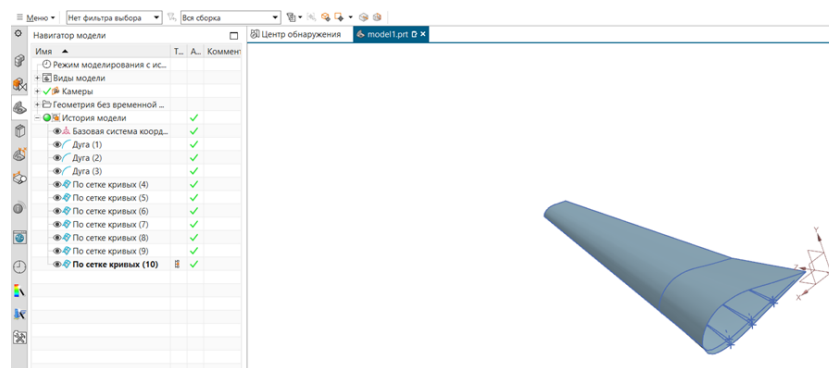 Меню
Нет фильтра выбора
Вся сборка
Навигатор модели
Центр обнаружения
model1.prt
Имя
Т...
А...
Коммент
Режим моделирования с ис...
Виды модели
Камеры
Геометрия без временной ...
История модели
Базовая система коорд...
Дуга (1)
Дуга (2)
Дуга (3)
По сетке кривых (4)
По сетке кривых (5)
По сетке кривых (6)
По сетке кривых (7)
По сетке кривых (8)
По сетке кривых (9)
По сетке кривых (10)
Y
Z
X